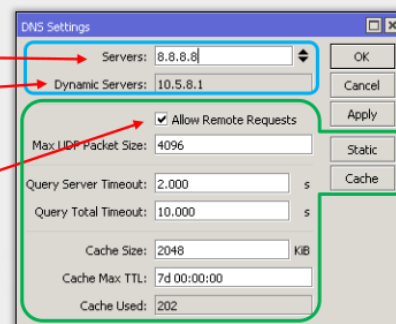 DNS Settings
Servers: 8.8.8.8 OK
Dynamic Servers: 10.5.8.1 Cancel
Allow Remote Requests Apply
Max UDP Packet Size: 4096 Static
Query Server Timeout: 2.000 s Cache
Query Total Timeout: 10.000 s
Cache Size: 2048 KiB
Cache Max TTL: 7d 00:00:00
Cache Used: 202